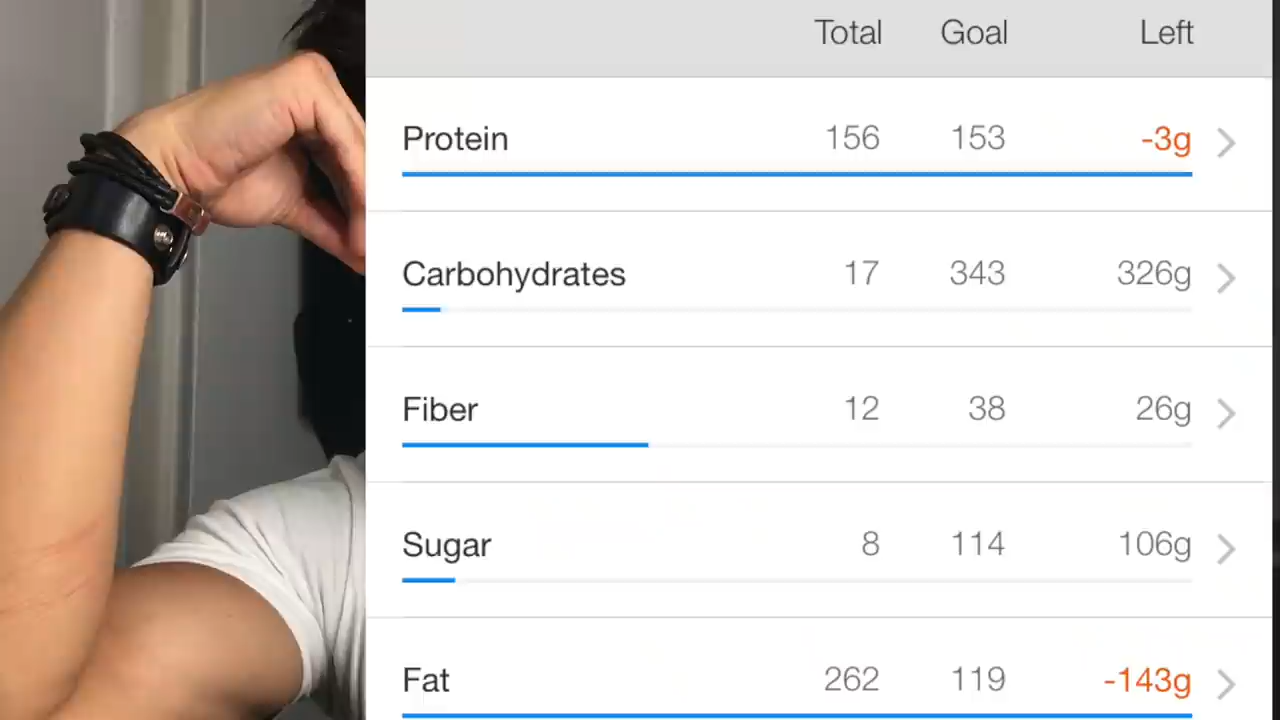 Total Goal Left
Protein 156 153 -3g
Carbohydrates 17 343 326g
Fiber 12 38 26g
Sugar 8 114 106g
Fat 262 119 -143g